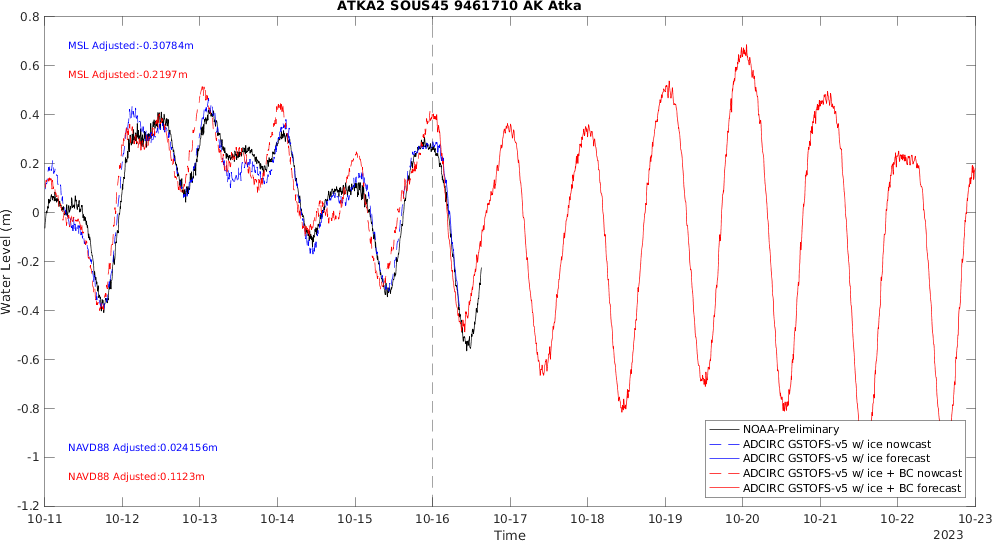 ATKA2 SOUS45 9461710 AK Atka
0.8
0.6
0.4
0.2
0
-0.2
-0.4
-0.6
-0.8
-1
-1.2
Water Level (m)
MSL Adjusted:-0.30784m
MSL Adjusted:-0.2197m
NAVD88 Adjusted:0.024156m
NAVD88 Adjusted:0.1123m
NOAA-Preliminary
ADCIRC GSTOFS-v5 w/ ice nowcast
ADCIRC GSTOFS-v5 w/ ice forecast
ADCIRC GSTOFS-v5 w/ ice + BC nowcast
ADCIRC GSTOFS-v5 w/ ice + BC forecast
10-11 10-12 10-13 10-14 10-15 10-16 10-17 10-18 10-19 10-20 10-21 10-22 10-23
Time
2023